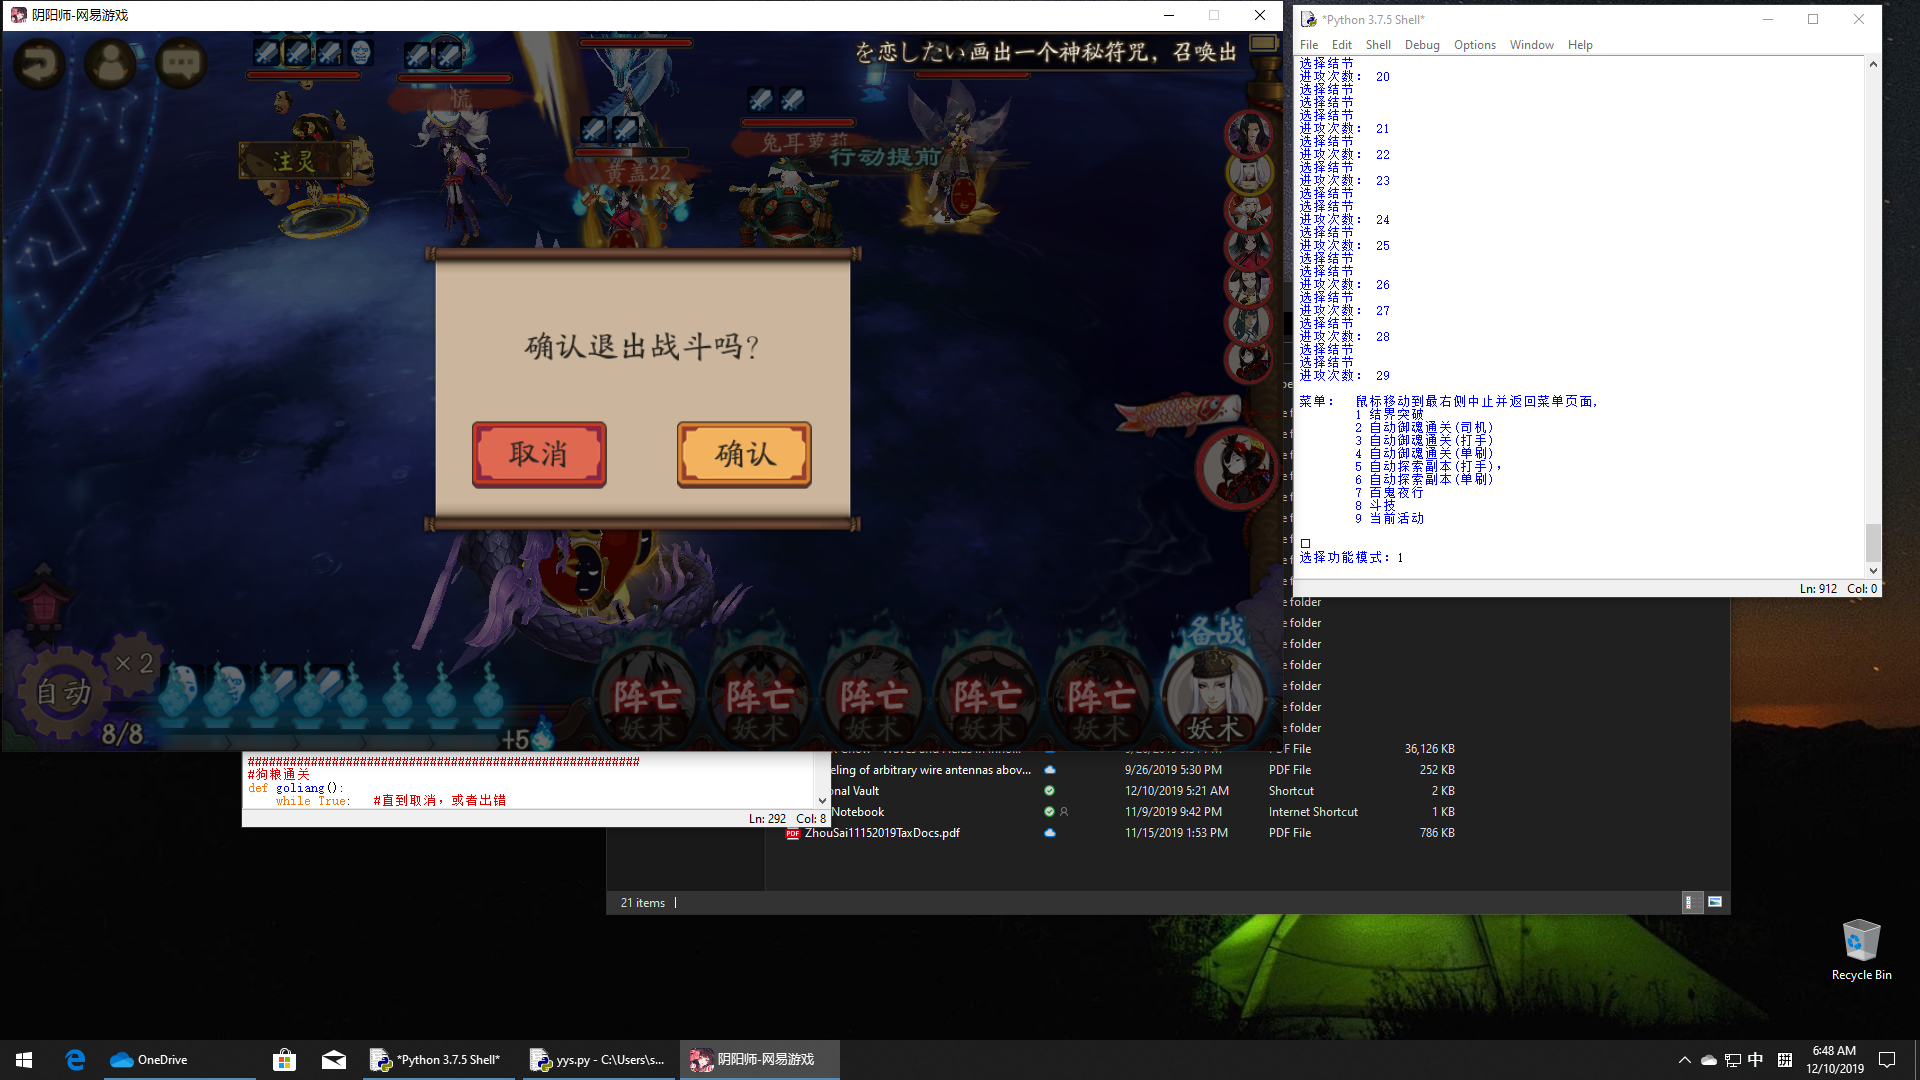 阴阳师-网易游戏
を恋したい画出一个神秘符咒，召唤出
慌
注灵
黄盖22
兔耳萝莉
行动提前
确认退出战斗吗？
取消
确认
备战
自动
× 2
8/8
+5
阵亡
妖术
阵亡
妖术
阵亡
妖术
阵亡
妖术
阵亡
妖术
妖术
*Python 3.7.5 Shell*
File Edit Shell Debug Options Window Help
选择结节
进攻次数： 20
选择结节
选择结节
选择结节
进攻次数： 21
选择结节
进攻次数： 22
选择结节
进攻次数： 23
选择结节
选择结节
进攻次数： 24
选择结节
进攻次数： 25
选择结节
选择结节
进攻次数： 26
选择结节
进攻次数： 27
选择结节
进攻次数： 28
选择结节
选择结节
进攻次数： 29
菜单： 鼠标移动到最右侧中止并返回菜单页面,
1 结界突破
2 自动御魂通关(司机)
3 自动御魂通关(打手)
4 自动御魂通关(单刷)
5 自动探索副本(打手),
6 自动探索副本(单刷)
7 百鬼夜行
8 斗技
9 当前活动
选择功能模式：1
Ln: 912 Col: 0
e folder
e folder
e folder
e folder
e folder
e folder
e folder
PDF File 36,126 KB
eling of arbitrary wire antennas abov... 9/26/2019 5:30 PM PDF File 252 KB
onal Vault 12/10/2019 5:21 AM Shortcut 2 KB
Notebook 11/9/2019 9:42 PM Internet Shortcut 1 KB
ZhouSai11152019TaxDocs.pdf 11/15/2019 1:53 PM PDF File 786 KB
21 items
########################################################
#狗粮通关
def goliang():
while True: #直到取消，或者出错
Ln: 292 Col: 8
Recycle Bin
OneDrive
*Python 3.7.5 Shell*
yys.py - C:\Users\s...
阴阳师-网易游戏
中
拼
6:48 AM
12/10/2019